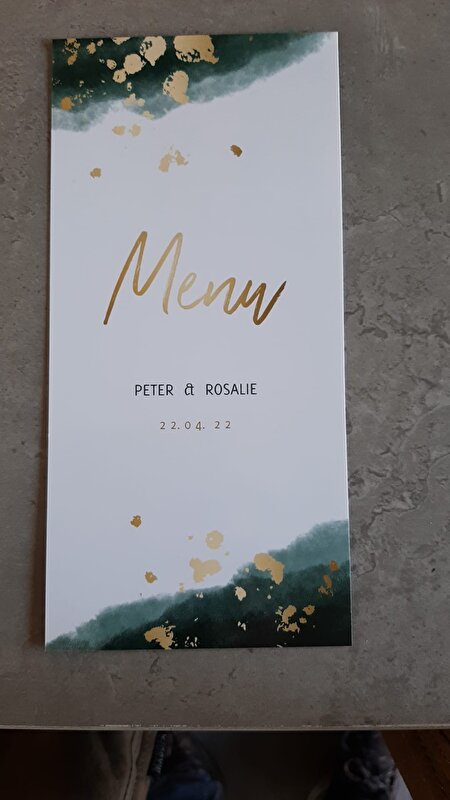 Menu
PETER & ROSALIE
22.04.22